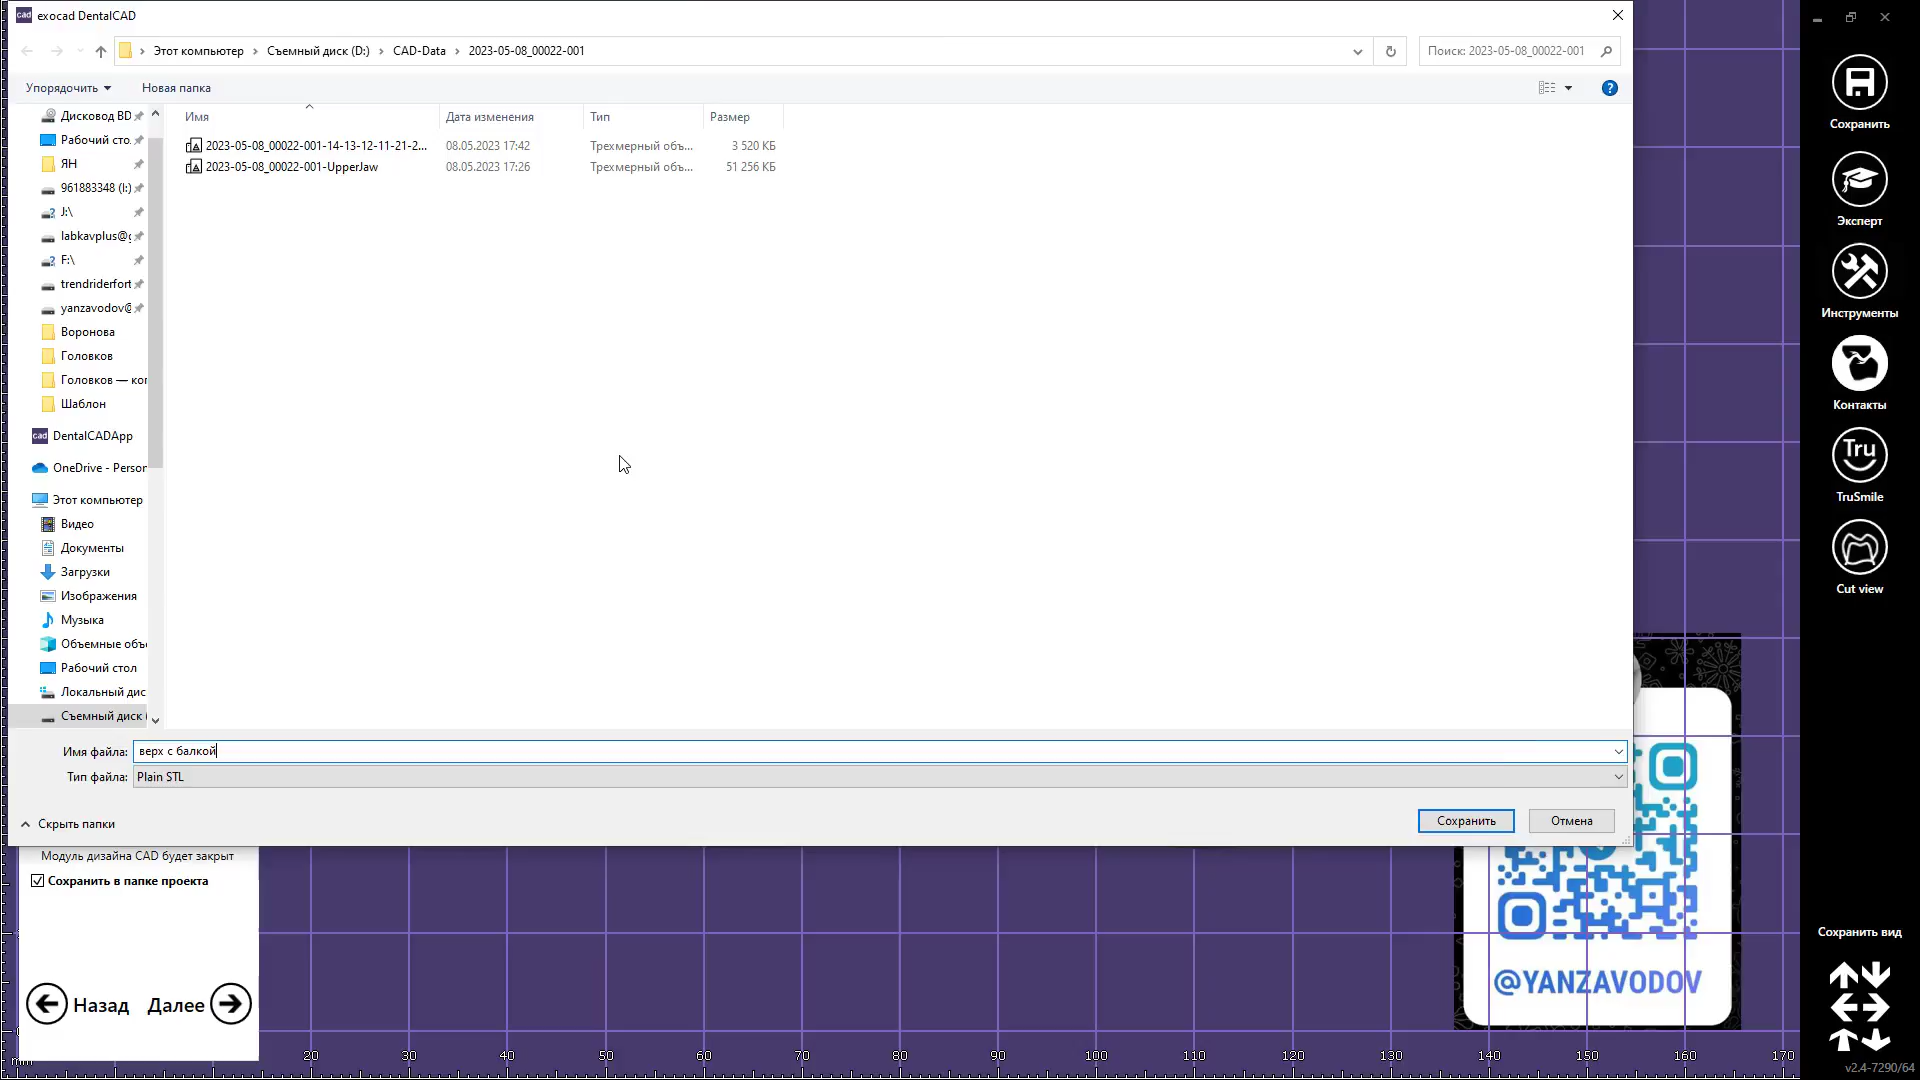 exocad DentalCAD
Этот компьютер › Съемный диск (D:) › CAD-Data › 2023-05-08_00022-001
Поиск: 2023-05-08_00022-001
Упорядочить
Новая папка
Имя
Дата изменения
Тип
Размер
2023-05-08_00022-001-14-13-12-11-21-2...
08.05.2023 17:42
Трехмерный объ...
3 520 КБ
2023-05-08_00022-001-UpperJaw
08.05.2023 17:26
Трехмерный объ...
51 256 КБ
Дисковод BD
Рабочий сто
ЯН
961883348 (I:)
J:\
labkavplus@g
F:\
trendriderfort
yanzavodov@
Воронова
Головков
Головков — коп
Шаблон
DentalCADApp
OneDrive - Person
Этот компьютер
Видео
Документы
Загрузки
Изображения
Музыка
Объемные объ
Рабочий стол
Локальный дис
Съемный диск (
Имя файла:
верх с балкой
Тип файла:
Plain STL
Скрыть папки
Сохранить
Отмена
Модуль дизайна CAD будет закрыт
Сохранить в папке проекта
Назад
Далее
Сохранить
Эксперт
Инструменты
Контакты
Tru
TruSmile
Cut view
@YANZAVODOV
Сохранить вид
mm
20 30 40 50 60 70 80 90 100 110 120 130 140 150 160 170
v2.4-7290/64